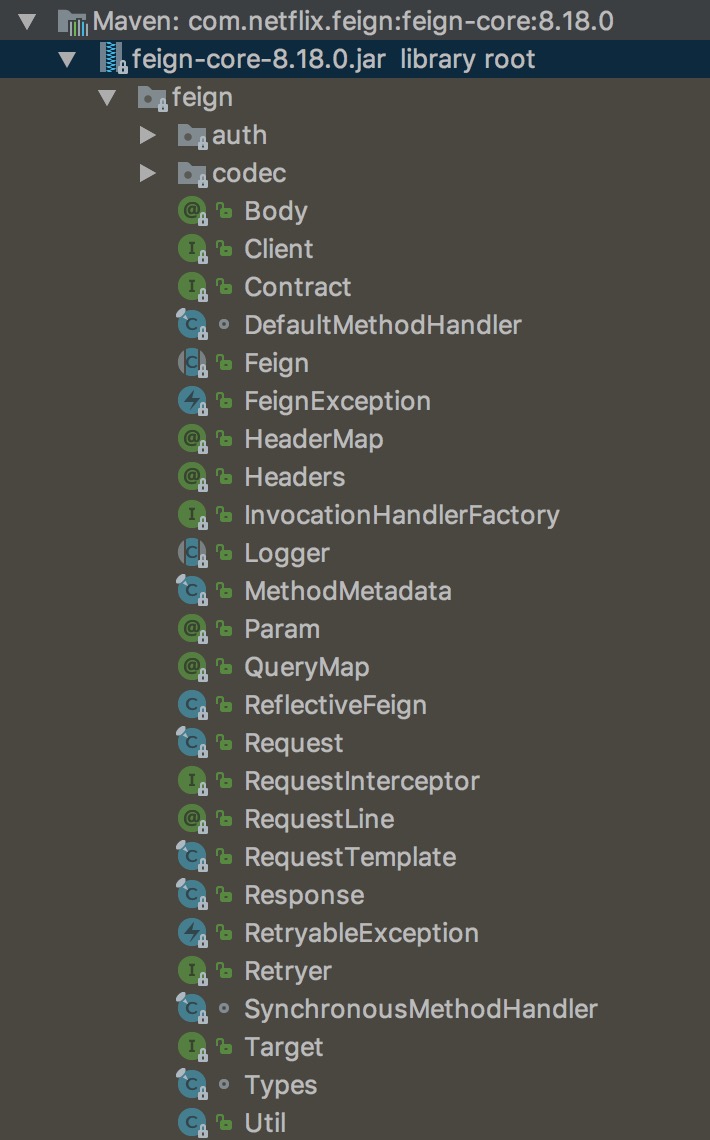 Maven: com.netflix.feign:feign-core:8.18.0
feign-core-8.18.0.jar library root
feign
auth
codec
Body
Client
Contract
DefaultMethodHandler
Feign
FeignException
HeaderMap
Headers
InvocationHandlerFactory
Logger
MethodMetadata
Param
QueryMap
ReflectiveFeign
Request
RequestInterceptor
RequestLine
RequestTemplate
Response
RetryableException
Retryer
SynchronousMethodHandler
Target
Types
Util